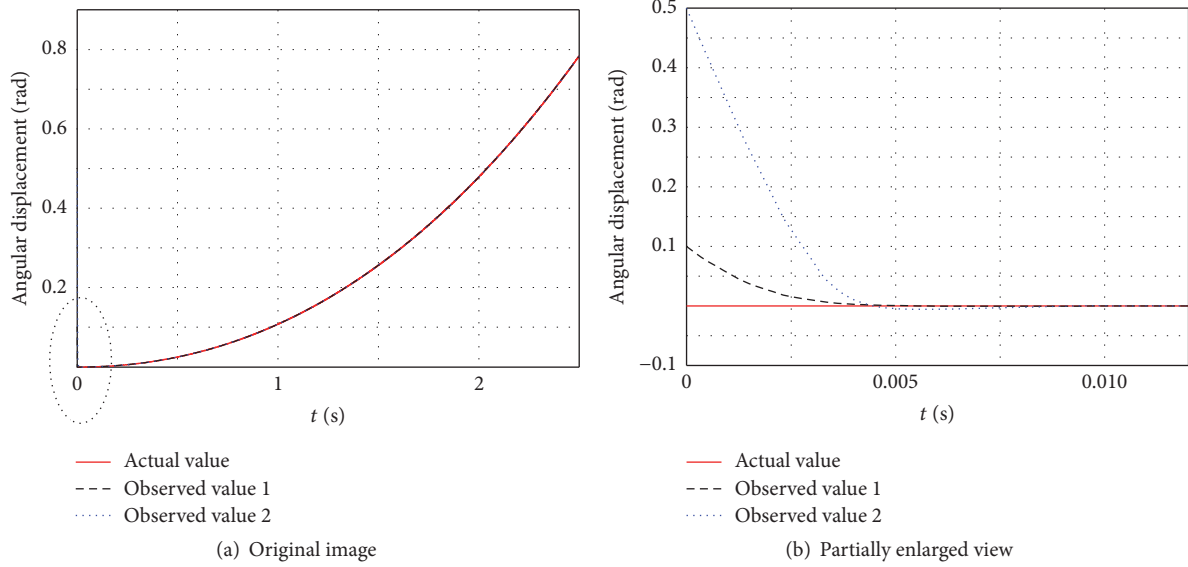 0.8
0.6
0.4
0.2
0
1
2
Angular displacement (rad)
t (s)
Actual value
Observed value 1
Observed value 2
(a) Original image
0.5
0.4
0.3
0.2
0.1
−0.1
0
0.005
0.010
Angular displacement (rad)
t (s)
Actual value
Observed value 1
Observed value 2
(b) Partially enlarged view